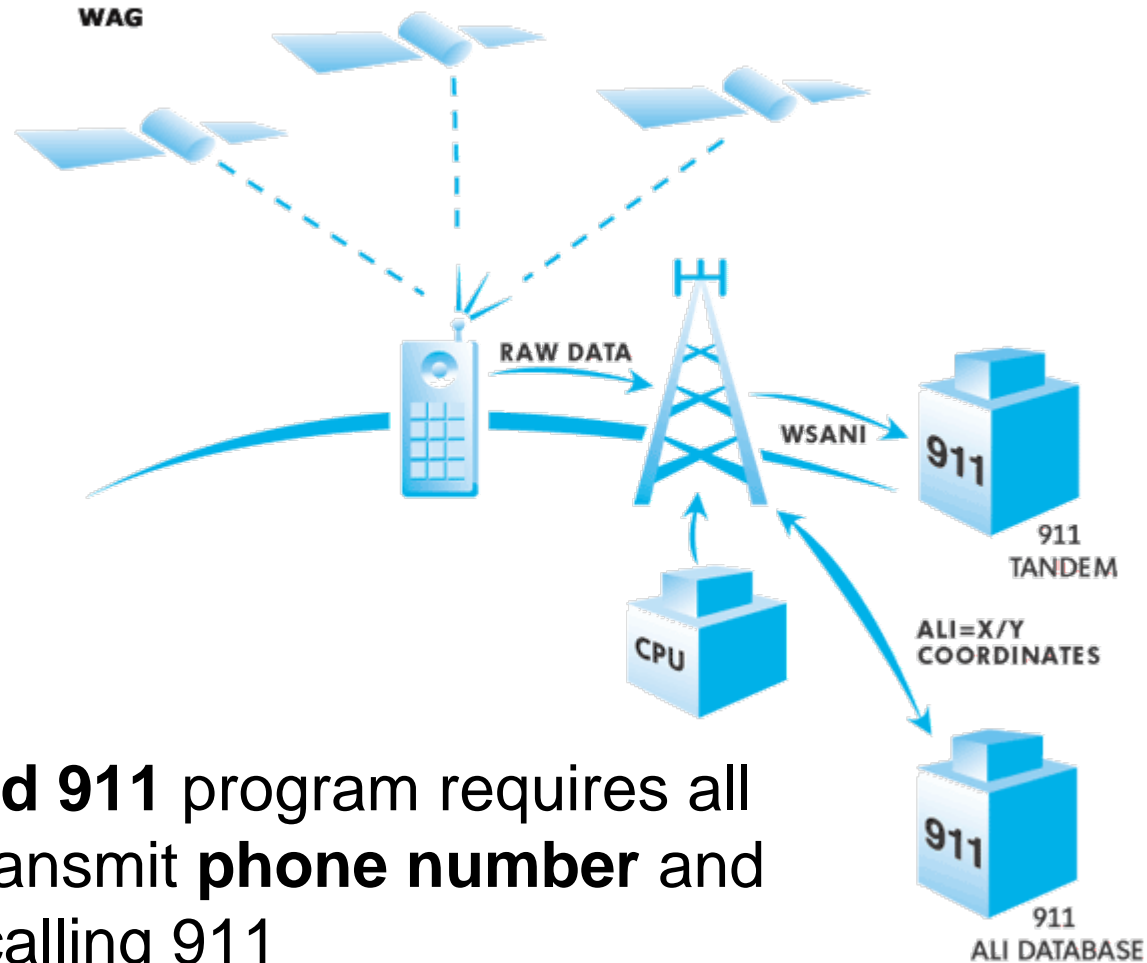 WAG
RAW DATA
WSANI
911
911
TANDEM
CPU
ALI=X/Y
COORDINATES
d 911 program requires all
ansmit phone number and
calling 911
911
911
ALI DATABASE